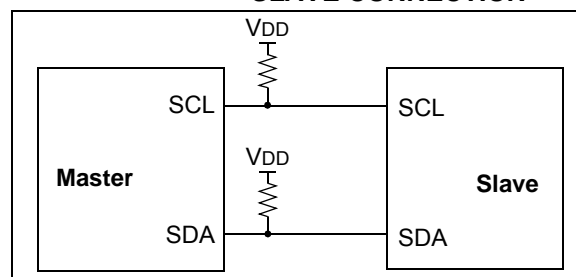 SLAVE CONNECTION
VDD
SCL
SCL
VDD
Master
Slave
SDA
SDA